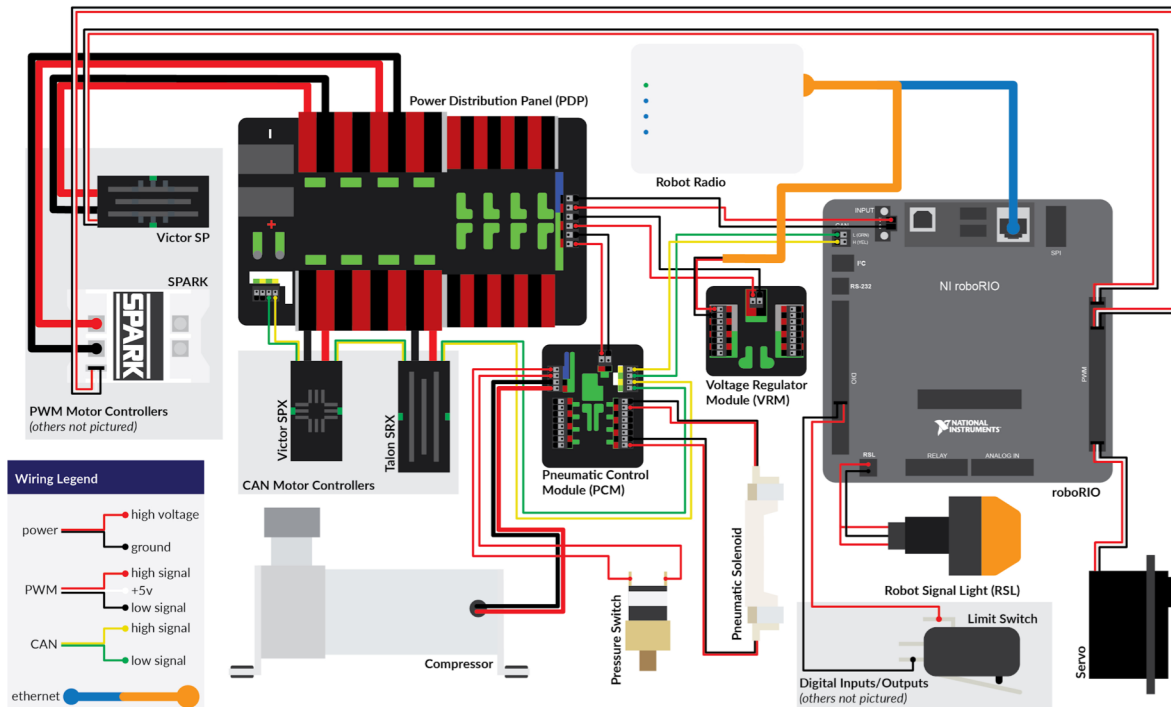 Power Distribution Panel (PDP)
Robot Radio
Victor SP
SPARK
SPARK
PWM Motor Controllers
(others not pictured)
INPUT
CAN
L (GRN)
H (YEL)
I²C
RS-232
SPI
NI roboRIO
DIO
PWM
NATIONAL
INSTRUMENTS
RSL
RELAY
ANALOG IN
roboRIO
Voltage Regulator
Module (VRM)
Victor SPX
Talon SRX
CAN Motor Controllers
Pneumatic Control
Module (PCM)
Wiring Legend
power
high voltage
ground
PWM
high signal
+5v
low signal
CAN
high signal
low signal
ethernet
Compressor
Pressure Switch
Pneumatic Solenoid
Robot Signal Light (RSL)
Limit Switch
Digital Inputs/Outputs
(others not pictured)
Servo